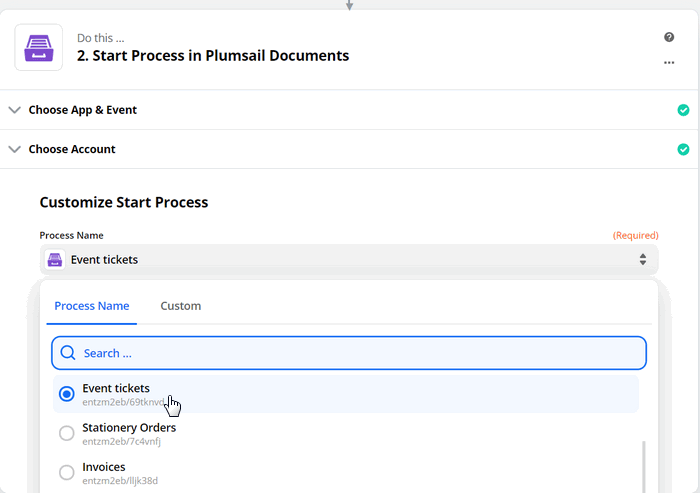 Do this ...
2. Start Process in Plumsail Documents
Choose App & Event
Choose Account
Customize Start Process
Process Name
(Required)
Event tickets
Process Name
Custom
Search ...
Event tickets
entzm2eb/69tknvd
Stationery Orders
entzm2eb/7c4vnfj
Invoices
entzm2eb/lljk38d